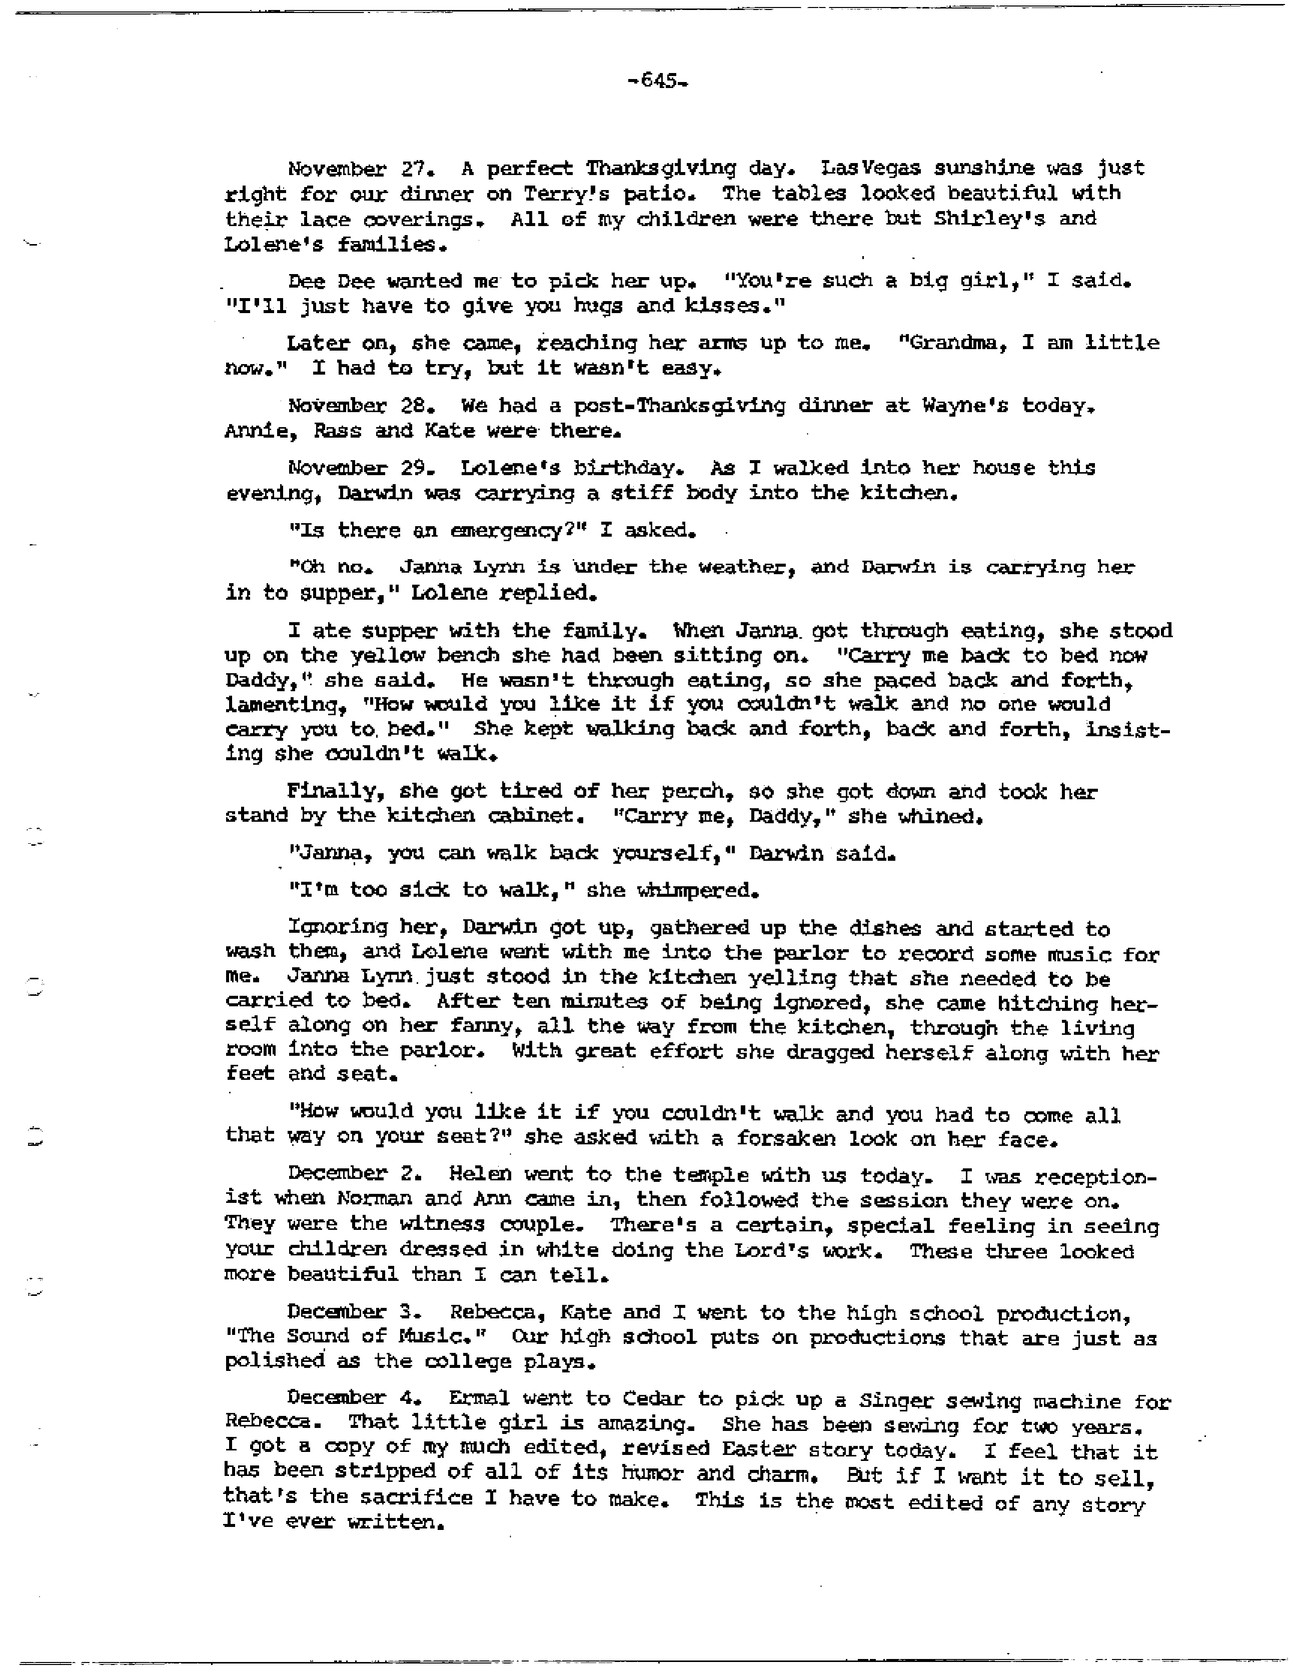 -645-
November 27. A perfect Thanksgiving day. LasVegas sunshine was just
right for our dinner on Terry's patio. The tables looked beautiful with
their lace coverings. All of my children were there but Shirley's and
Lolene's families.
Dee Dee wanted me to pick her up. "You're such a big girl," I said.
"I'll just have to give you hugs and kisses."
Later on, she came, reaching her arms up to me. "Grandma, I am little
now." I had to try, but it wasn't easy.
November 28. We had a post-Thanksgiving dinner at Wayne's today.
Annie, Rass and Kate were there.
November 29. Lolene's birthday. As I walked into her house this
evening, Darwin was carrying a stiff body into the kitchen.
"Is there an emergency?" I asked.
"Oh no. Janna Lynn is under the weather, and Darwin is carrying her
in to supper," Lolene replied.
I ate supper with the family. When Janna got through eating, she stood
up on the yellow bench she had been sitting on. "Carry me back to bed now
Daddy," she said. He wasn't through eating, so she paced back and forth,
lamenting, "How would you like it if you couldn't walk and no one would
carry you to bed." She kept walking back and forth, back and forth, insist-
ing she couldn't walk.
Finally, she got tired of her perch, so she got down and took her
stand by the kitchen cabinet. "Carry me, Daddy," she whined.
"Janna, you can walk back yourself," Darwin said.
"I'm too sick to walk," she whimpered.
Ignoring her, Darwin got up, gathered up the dishes and started to
wash them, and Lolene went with me into the parlor to record some music for
me. Janna Lynn just stood in the kitchen yelling that she needed to be
carried to bed. After ten minutes of being ignored, she came hitching her-
self along on her fanny, all the way from the kitchen, through the living
room into the parlor. With great effort she dragged herself along with her
feet and seat.
"How would you like it if you couldn't walk and you had to come all
that way on your seat?" she asked with a forsaken look on her face.
December 2. Helen went to the temple with us today. I was reception-
ist when Norman and Ann came in, then followed the session they were on.
They were the witness couple. There's a certain, special feeling in seeing
your children dressed in white doing the Lord's work. These three looked
more beautiful than I can tell.
December 3. Rebecca, Kate and I went to the high school production,
"The Sound of Music." Our high school puts on productions that are just as
polished as the college plays.
December 4. Ermal went to Cedar to pick up a Singer sewing machine for
Rebecca. That little girl is amazing. She has been sewing for two years.
I got a copy of my much edited, revised Easter story today. I feel that it
has been stripped of all of its humor and charm. But if I want it to sell,
that's the sacrifice I have to make. This is the most edited of any story
I've ever written.